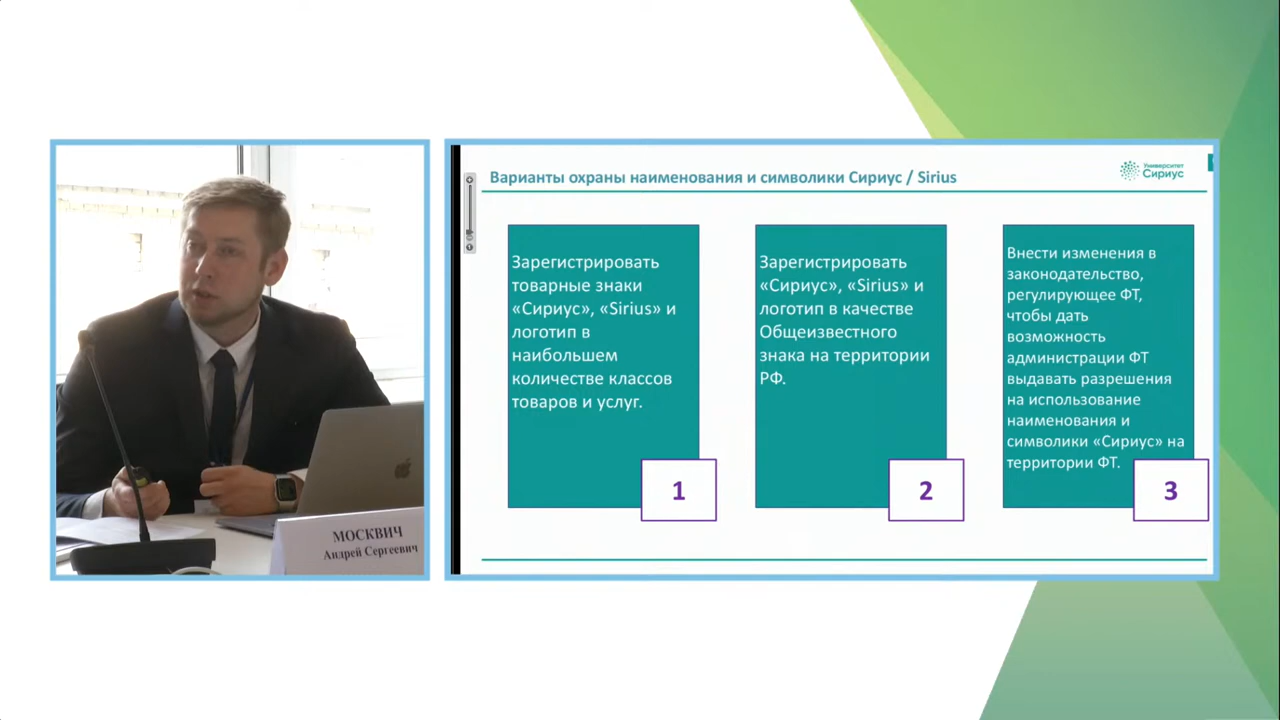 МОСКВИЧ
Андрей Сергеевич
Варианты охраны наименования и символики Сириус / Sirius
Университет
Сириус
Зарегистрировать
товарные знаки
«Сириус», «Sirius» и
логотип в
наибольшем
количестве классов
товаров и услуг.
1
Зарегистрировать
«Сириус», «Sirius» и
логотип в качестве
Общеизвестного
знака на территории
РФ.
2
Внести изменения в
законодательство,
регулирующее ФТ,
чтобы дать
возможность
администрации ФТ
выдавать разрешения
на использование
наименования и
символики «Сириус» на
территории ФТ.
3